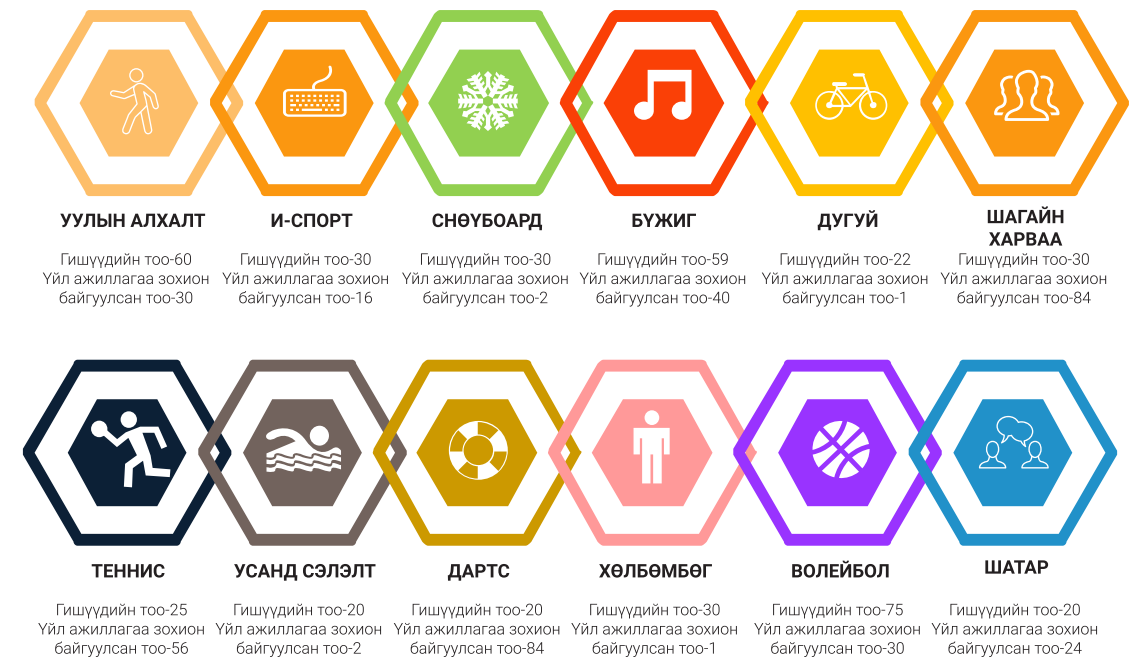 УУЛЫН АЛХАЛТ
Гишүүдийн тоо-60
Үйл ажиллагаа зохион
байгуулсан тоо-30
И-СПОРТ
Гишүүдийн тоо-30
Үйл ажиллагаа зохион
байгуулсан тоо-16
СНӨҮБОАРД
Гишүүдийн тоо-30
Үйл ажиллагаа зохион
байгуулсан тоо-2
БҮЖИГ
Гишүүдийн тоо-59
Үйл ажиллагаа зохион
байгуулсан тоо-40
ДУГУЙ
Гишүүдийн тоо-22
Үйл ажиллагаа зохион
байгуулсан тоо-1
ШАГАЙН
ХАРВАА
Гишүүдийн тоо-30
Үйл ажиллагаа зохион
байгуулсан тоо-84
ТЕННИС
Гишүүдийн тоо-25
Үйл ажиллагаа зохион
байгуулсан тоо-56
УСАНД СЭЛЭЛТ
Гишүүдийн тоо-20
Үйл ажиллагаа зохион
байгуулсан тоо-2
ДАРТС
Гишүүдийн тоо-20
Үйл ажиллагаа зохион
байгуулсан тоо-84
ХӨЛБӨМБӨГ
Гишүүдийн тоо-30
Үйл ажиллагаа зохион
байгуулсан тоо-1
ВОЛЕЙБОЛ
Гишүүдийн тоо-75
Үйл ажиллагаа зохион
байгуулсан тоо-30
ШАТАР
Гишүүдийн тоо-20
Үйл ажиллагаа зохион
байгуулсан тоо-24